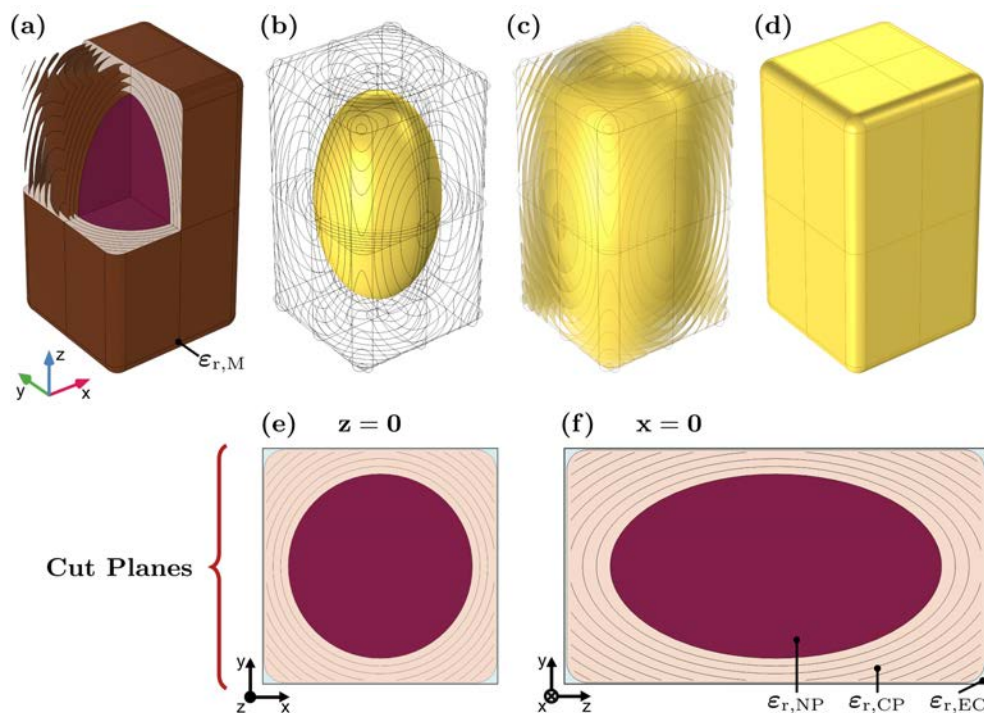 (a) (b) (c) (d)
εr,M
z
y x
(e) z = 0 (f) x = 0
Cut Planes
y y
z x x z
εr,NP εr,CP εr,EC